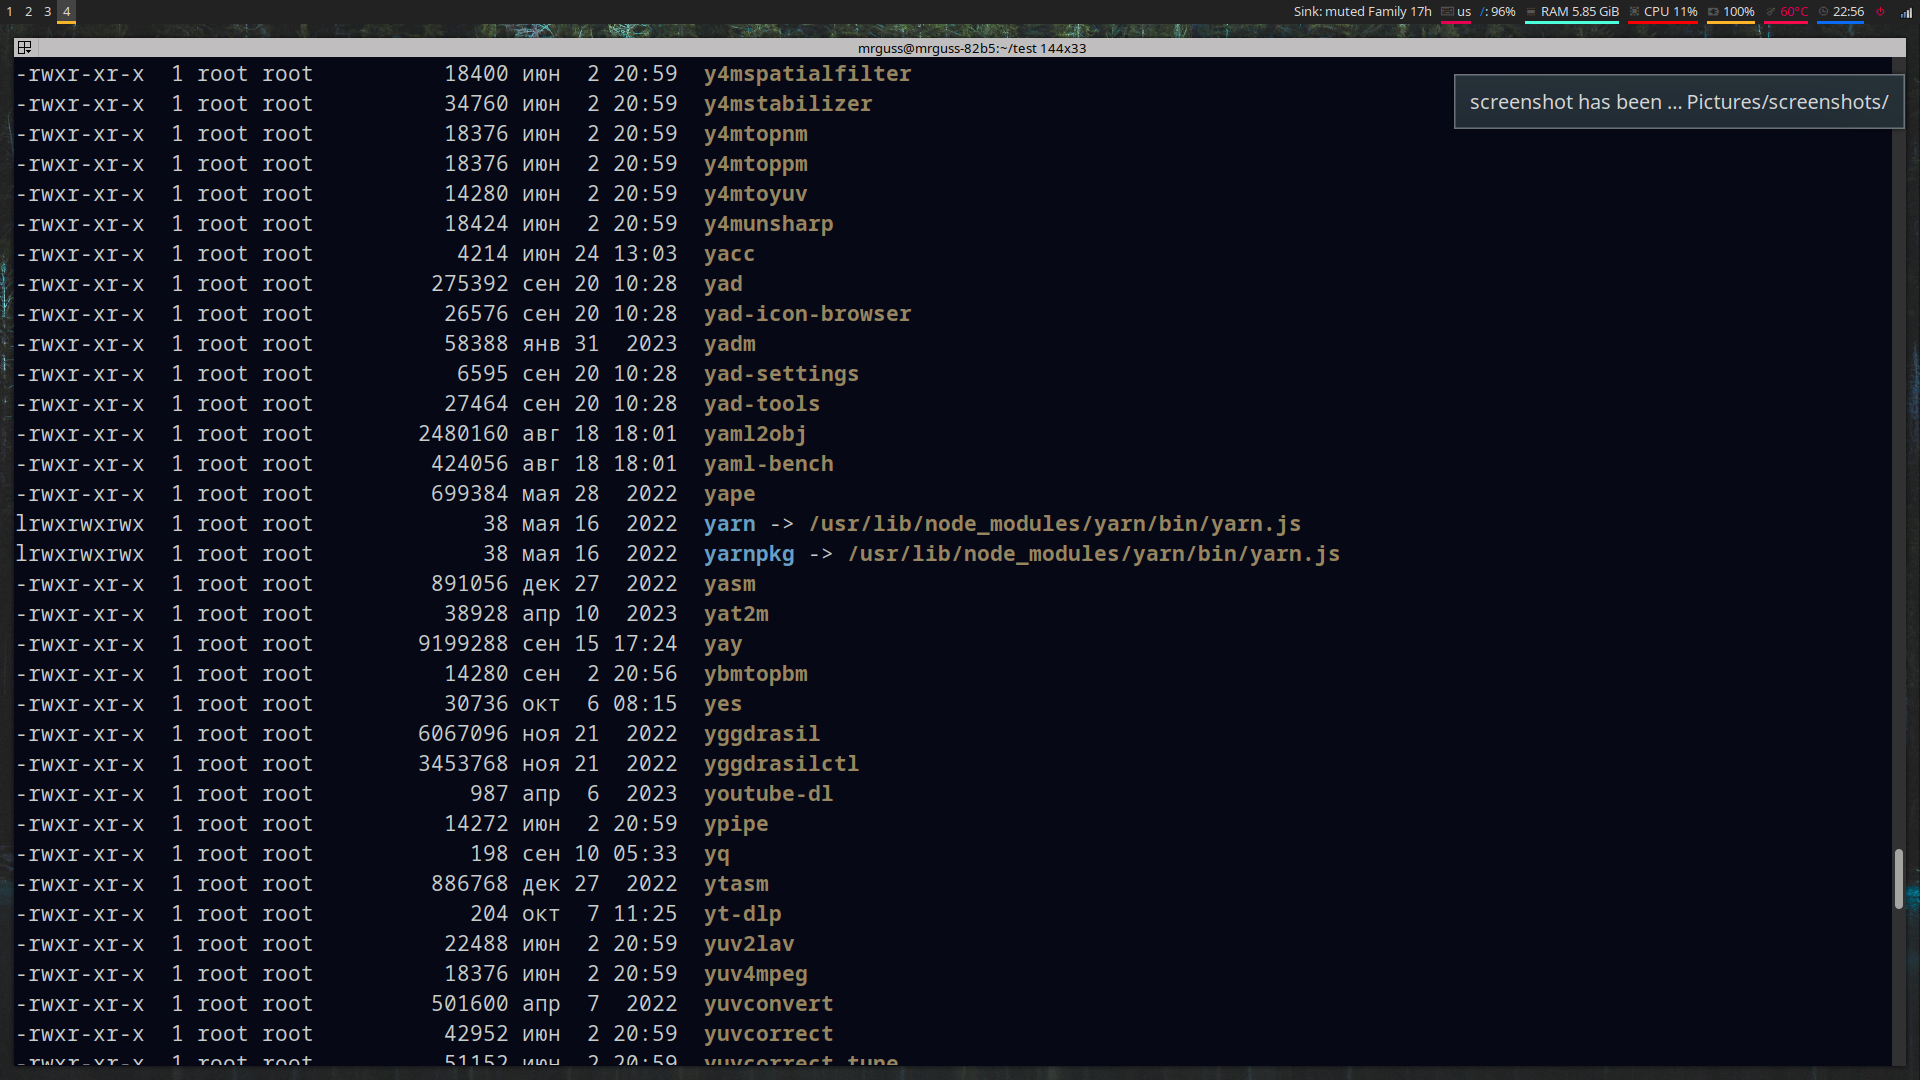 1 2 3 4 Sink: muted Family 17h us /: 96% RAM 5.85 GiB CPU 11% 100% 60°C 22:56
mrguss@mrguss-82b5:~/test 144x33
screenshot has been ... Pictures/screenshots/
-rwxr-xr-x 1 root root 18400 июн 2 20:59 y4mspatialfilter
-rwxr-xr-x 1 root root 34760 июн 2 20:59 y4mstabilizer
-rwxr-xr-x 1 root root 18376 июн 2 20:59 y4mtopnm
-rwxr-xr-x 1 root root 18376 июн 2 20:59 y4mtoppm
-rwxr-xr-x 1 root root 14280 июн 2 20:59 y4mtoyuv
-rwxr-xr-x 1 root root 18424 июн 2 20:59 y4munsharp
-rwxr-xr-x 1 root root 4214 июн 24 13:03 yacc
-rwxr-xr-x 1 root root 275392 сен 20 10:28 yad
-rwxr-xr-x 1 root root 26576 сен 20 10:28 yad-icon-browser
-rwxr-xr-x 1 root root 58388 янв 31 2023 yadm
-rwxr-xr-x 1 root root 6595 сен 20 10:28 yad-settings
-rwxr-xr-x 1 root root 27464 сен 20 10:28 yad-tools
-rwxr-xr-x 1 root root 2480160 авг 18 18:01 yaml2obj
-rwxr-xr-x 1 root root 424056 авг 18 18:01 yaml-bench
-rwxr-xr-x 1 root root 699384 мая 28 2022 yape
lrwxrwxrwx 1 root root 38 мая 16 2022 yarn -> /usr/lib/node_modules/yarn/bin/yarn.js
lrwxrwxrwx 1 root root 38 мая 16 2022 yarnpkg -> /usr/lib/node_modules/yarn/bin/yarn.js
-rwxr-xr-x 1 root root 891056 дек 27 2022 yasm
-rwxr-xr-x 1 root root 38928 апр 10 2023 yat2m
-rwxr-xr-x 1 root root 9199288 сен 15 17:24 yay
-rwxr-xr-x 1 root root 14280 сен 2 20:56 ybmtopbm
-rwxr-xr-x 1 root root 30736 окт 6 08:15 yes
-rwxr-xr-x 1 root root 6067096 ноя 21 2022 yggdrasil
-rwxr-xr-x 1 root root 3453768 ноя 21 2022 yggdrasilctl
-rwxr-xr-x 1 root root 987 апр 6 2023 youtube-dl
-rwxr-xr-x 1 root root 14272 июн 2 20:59 ypipe
-rwxr-xr-x 1 root root 198 сен 10 05:33 yq
-rwxr-xr-x 1 root root 886768 дек 27 2022 ytasm
-rwxr-xr-x 1 root root 204 окт 7 11:25 yt-dlp
-rwxr-xr-x 1 root root 22488 июн 2 20:59 yuv2lav
-rwxr-xr-x 1 root root 18376 июн 2 20:59 yuv4mpeg
-rwxr-xr-x 1 root root 501600 апр 7 2022 yuvconvert
-rwxr-xr-x 1 root root 42952 июн 2 20:59 yuvcorrect
-rwxr-xr-x 1 root root 51152 июн 2 20:59 yuvcorrect_tune